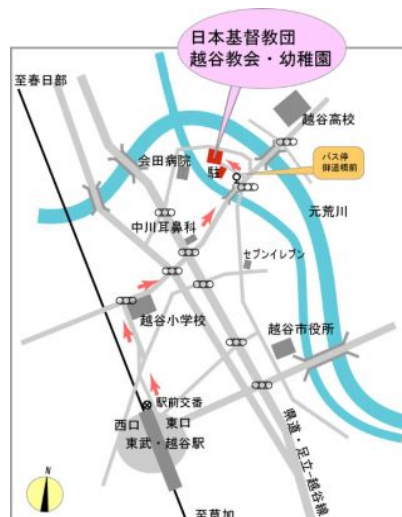 日本基督教団
越谷教会・幼稚園
至春日部
越谷高校
会田病院
駐
バス停
御道橋前
元荒川
中川耳鼻科
セブンイレブン
越谷小学校
越谷市役所
駅前交番
西口
東口
東武・越谷駅
県道・足立-越谷線
N
至草加